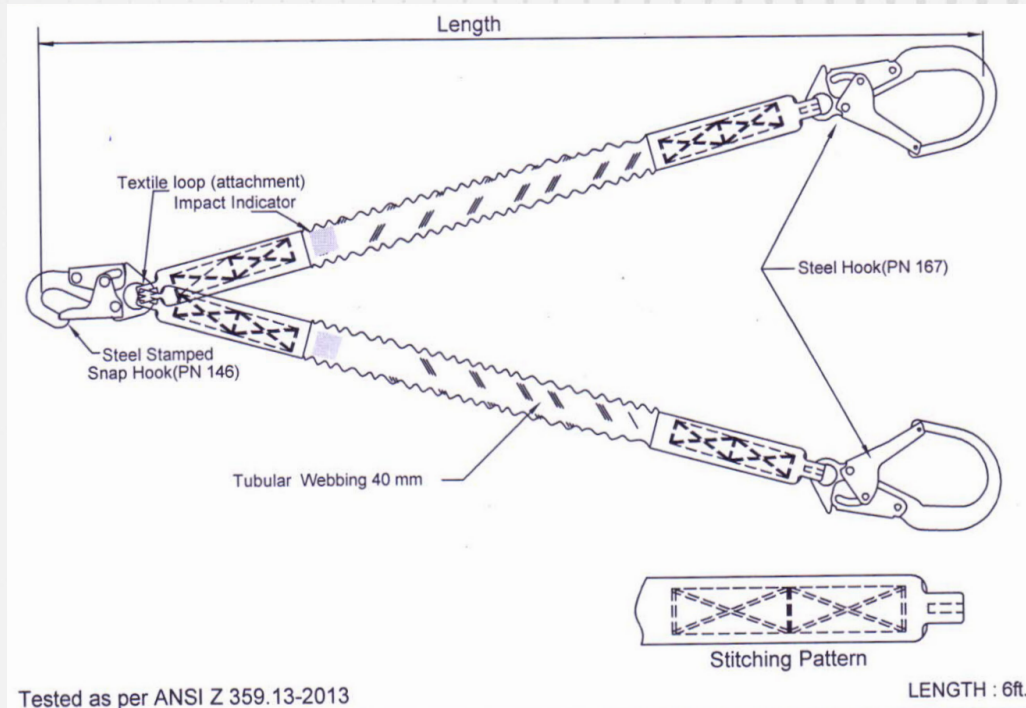 Length
Textile loop (attachment)
Impact Indicator
Steel Hook(PN 167)
Steel Stamped
Snap Hook(PN 146)
Tubular Webbing 40 mm
Stitching Pattern
Tested as per ANSI Z 359.13-2013
LENGTH : 6ft.